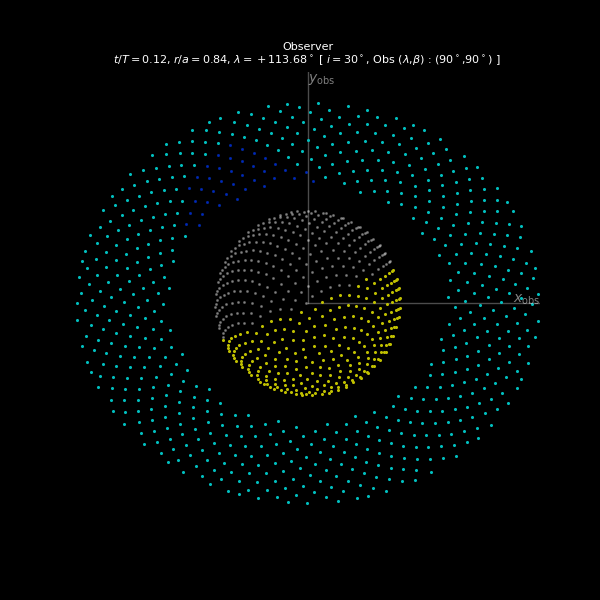 Observer
t/T = 0.12, r/a = 0.84, λ = +113.68° [ i = 30°, Obs (λ,β) : (90°,90°) ]
y_obs
x_obs